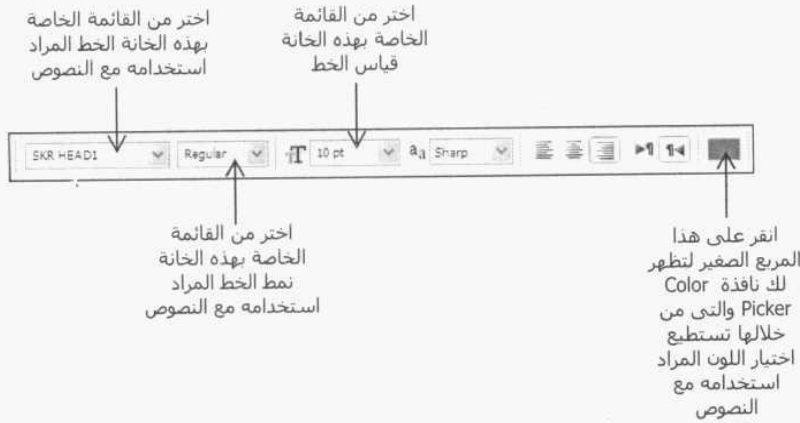 اختر من القائمة الخاصة
بهذه الخانة الخط المراد
استخدامه مع النصوص
اختر من القائمة
الخاصة بهذه الخانة
قياس الخط
SKR HEAD1 Regular T 10 pt aa Sharp
اختر من القائمة
الخاصة بهذه الخانة
نمط الخط المراد
استخدامه مع النصوص
انقر على هذا
المربع الصغير لتظهر
لك نافذة Color
Picker والتى من
خلالها تستطيع
اختيار اللون المراد
استخدامه مع
النصوص